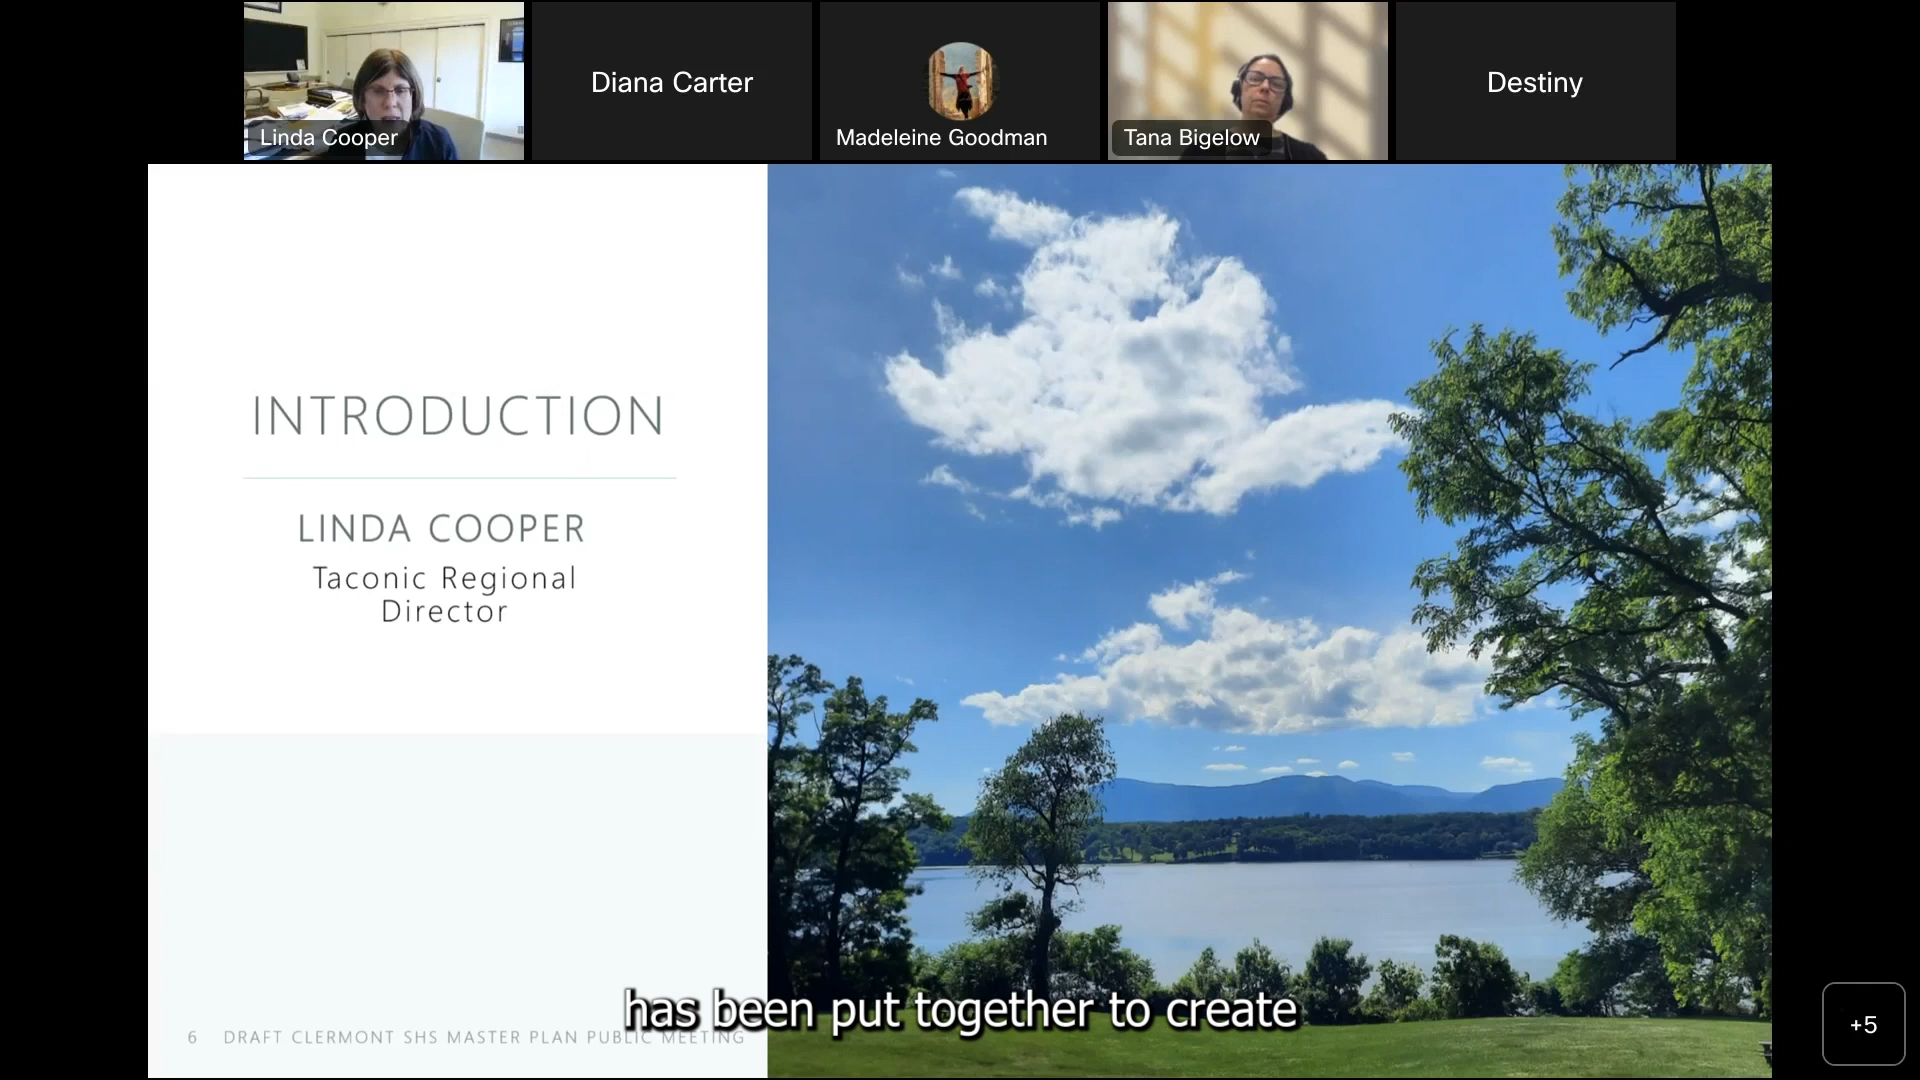 Diana Carter
Destiny
Linda Cooper
Madeleine Goodman
Tana Bigelow
INTRODUCTION
LINDA COOPER
Taconic Regional
Director
has been put together to create
6 DRAFT CLERMONT SHS MASTER PLAN PUBLIC MEETING
+5